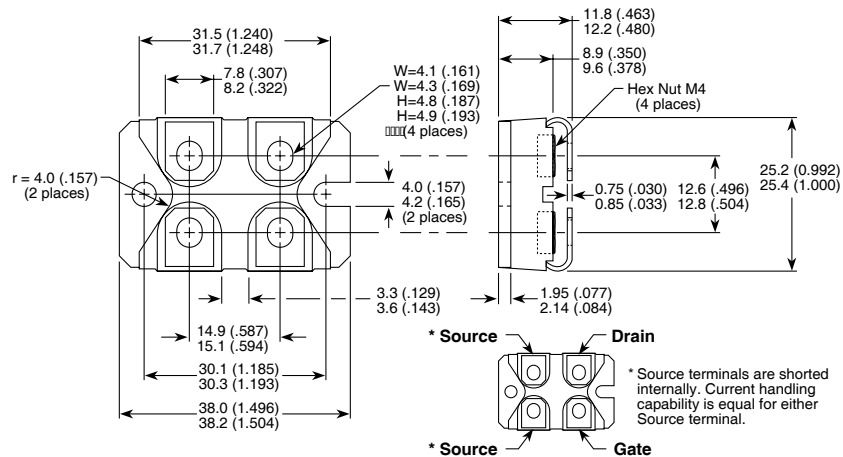 31.5 (1.240)
31.7 (1.248)
7.8 (.307)
8.2 (.322)
W=4.1 (.161)
W=4.3 (.169)
H=4.8 (.187)
H=4.9 (.193)
(4 places)
r = 4.0 (.157)
(2 places)
4.0 (.157)
4.2 (.165)
(2 places)
3.3 (.129)
3.6 (.143)
14.9 (.587)
15.1 (.594)
30.1 (1.185)
30.3 (1.193)
38.0 (1.496)
38.2 (1.504)
11.8 (.463)
12.2 (.480)
8.9 (.350)
9.6 (.378)
Hex Nut M4
(4 places)
0.75 (.030)
0.85 (.033)
12.6 (.496)
12.8 (.504)
25.2 (0.992)
25.4 (1.000)
1.95 (.077)
2.14 (.084)
* Source
Drain
* Source
Gate
* Source terminals are shorted
internally. Current handling
capability is equal for either
Source terminal.